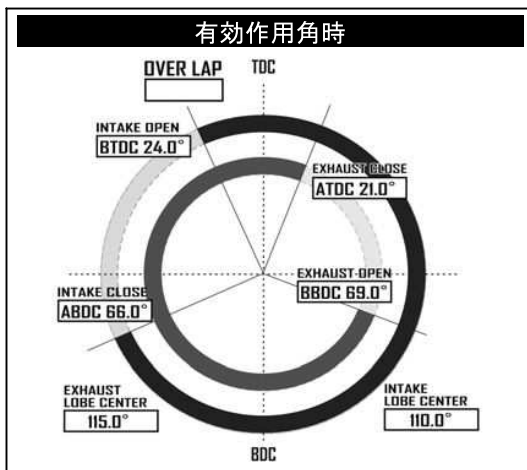 有効作用角時
OVER LAP
TDC
INTAKE OPEN
BTDC 24.0°
EXHAUST CLOSE
ATDC 21.0°
EXHAUST OPEN
BBDC 69.0°
INTAKE CLOSE
ABDC 66.0°
EXHAUST
LOBE CENTER
115.0°
INTAKE
LOBE CENTER
110.0°
BDC